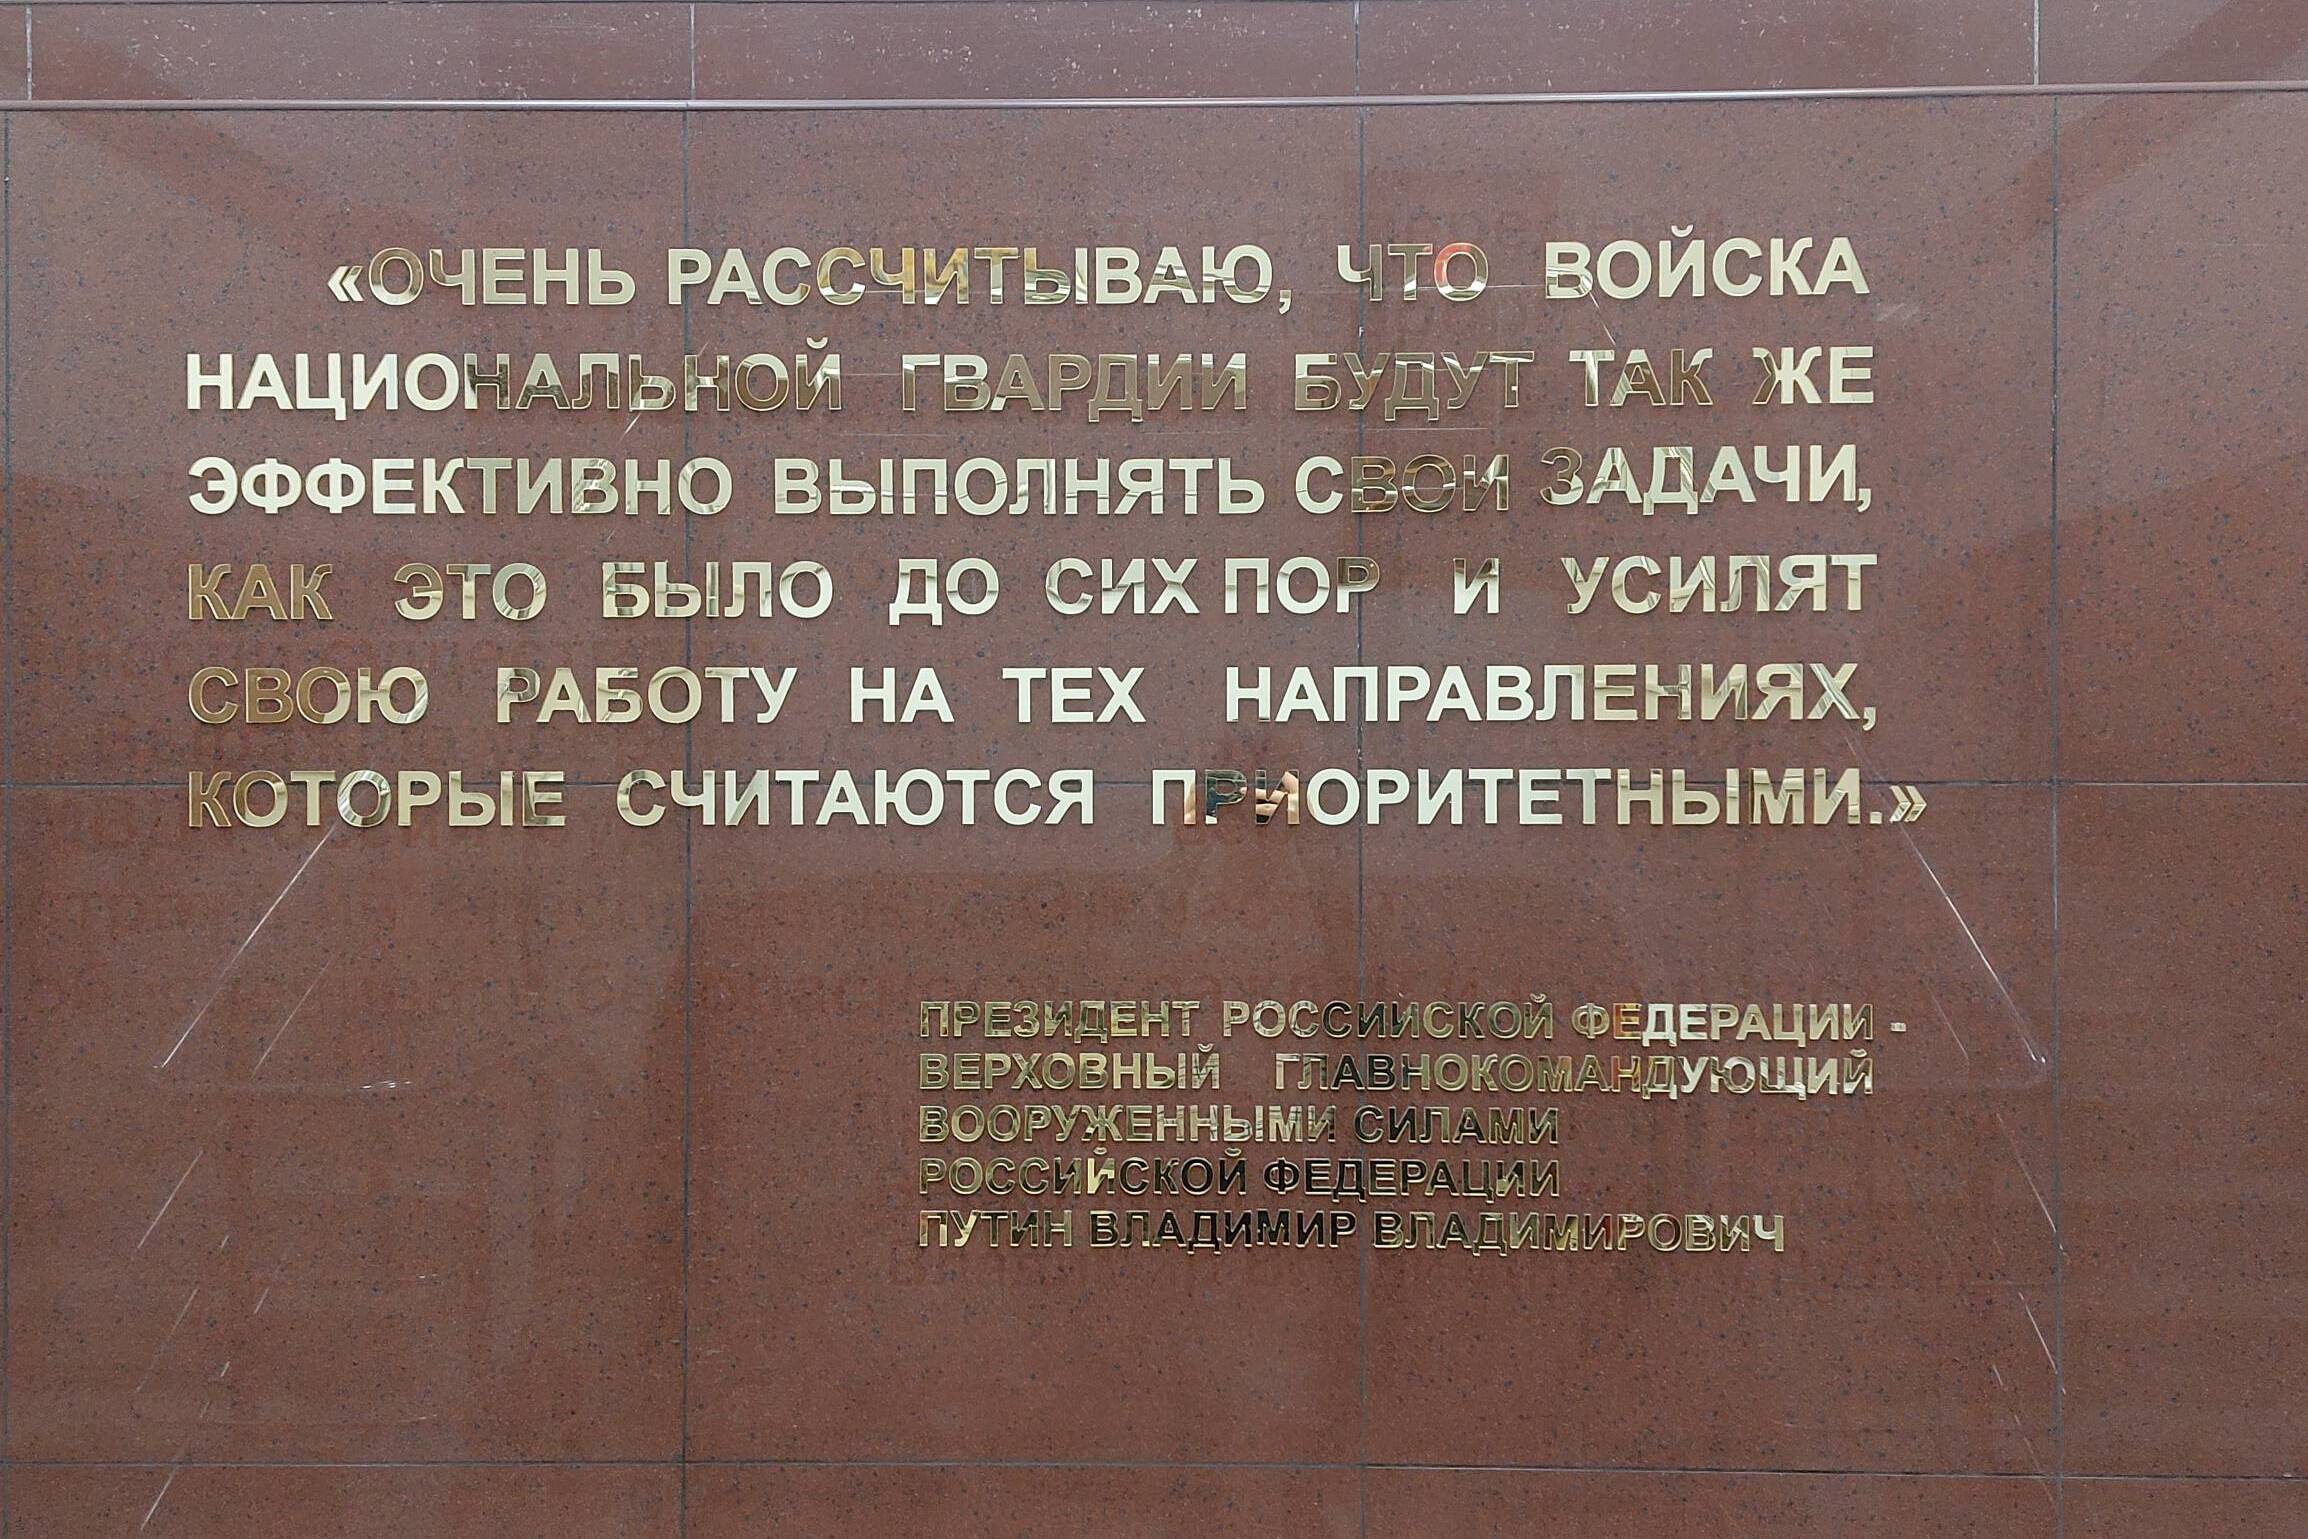 «ОЧЕНЬ РАССЧИТЫВАЮ, ЧТО ВОЙСКА
НАЦИОНАЛЬНОЙ ГВАРДИИ БУДУТ ТАК ЖЕ
ЭФФЕКТИВНО ВЫПОЛНЯТЬ СВОИ ЗАДАЧИ,
КАК ЭТО БЫЛО ДО СИХ ПОР И УСИЛЯТ
СВОЮ РАБОТУ НА ТЕХ НАПРАВЛЕНИЯХ,
КОТОРЫЕ СЧИТАЮТСЯ ПРИОРИТЕТНЫМИ.»
ПРЕЗИДЕНТ РОССИЙСКОЙ ФЕДЕРАЦИИ -
ВЕРХОВНЫЙ ГЛАВНОКОМАНДУЮЩИЙ
ВООРУЖЕННЫМИ СИЛАМИ
РОССИЙСКОЙ ФЕДЕРАЦИИ
ПУТИН ВЛАДИМИР ВЛАДИМИРОВИЧ